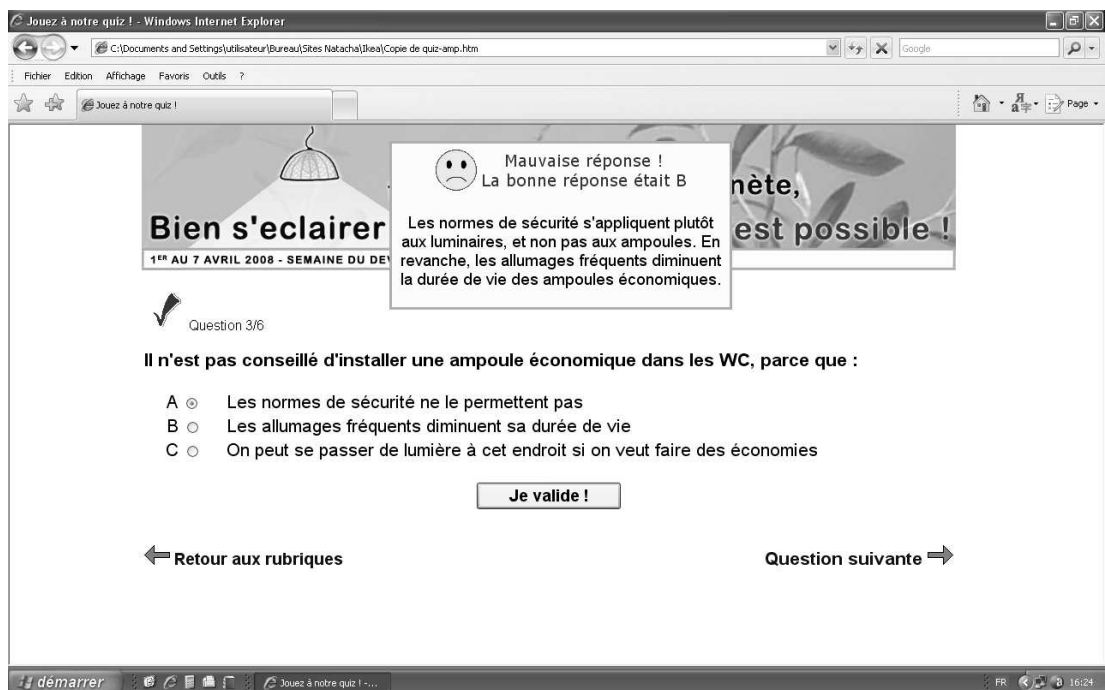 Jouez à notre quiz ! - Windows Internet Explorer
C:\Documents and Settings\utilisateur\Bureau\Sites Natacha\Ikea\Copie de quiz-amp.htm
Google
Fichier Edition Affichage Favoris Outils ?
Jouez à notre quiz !
Page
Mauvaise réponse !
La bonne réponse était B
Les normes de sécurité s'appliquent plutôt
aux luminaires, et non pas aux ampoules. En
revanche, les allumages fréquents diminuent
la durée de vie des ampoules économiques.
nète,
Bien s'eclairer
est possible !
1ER AU 7 AVRIL 2008 - SEMAINE DU DE
Question 3/6
Il n'est pas conseillé d'installer une ampoule économique dans les WC, parce que :
A Les normes de sécurité ne le permettent pas
B Les allumages fréquents diminuent sa durée de vie
C On peut se passer de lumière à cet endroit si on veut faire des économies
Je valide !
Retour aux rubriques
Question suivante
démarrer
Jouez à notre quiz ! -...
FR
16:24